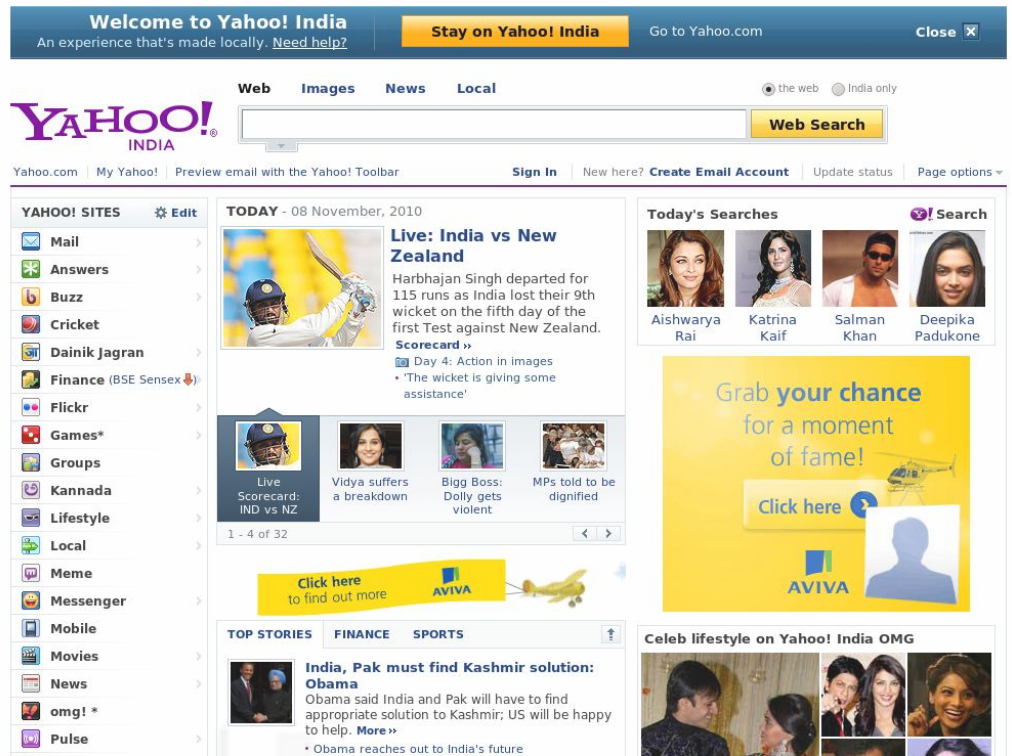 Welcome to Yahoo! India
An experience that's made locally. Need help?
Stay on Yahoo! India
Go to Yahoo.com
Close
Web Images News Local
the web India only
YAHOO!®
INDIA
Web Search
Yahoo.com My Yahoo! Preview email with the Yahoo! Toolbar
Sign In New here? Create Email Account Update status Page options
YAHOO! SITES Edit
Mail
Answers
Buzz
Cricket
Dainik Jagran
Finance (BSE Sensex )
Flickr
Games*
Groups
Kannada
Lifestyle
Local
Meme
Messenger
Mobile
Movies
News
omg! *
Pulse
TODAY - 08 November, 2010
Live: India vs New
Zealand
Harbhajan Singh departed for
115 runs as India lost their 9th
wicket on the fifth day of the
first Test against New Zealand.
Scorecard ››
Day 4: Action in images
• 'The wicket is giving some
assistance'
Live
Scorecard:
IND vs NZ
Vidya suffers
a breakdown
Bigg Boss:
Dolly gets
violent
MPs told to be
dignified
1 - 4 of 32
Click here
to find out more
AVIVA
TOP STORIES FINANCE SPORTS
India, Pak must find Kashmir solution:
Obama
Obama said India and Pak will have to find
appropriate solution to Kashmir; US will be happy
to help. More ››
• Obama reaches out to India's future
Today's Searches
Y! Search
Aishwarya
Rai
Katrina
Kaif
Salman
Khan
Deepika
Padukone
Grab your chance
for a moment
of fame!
Click here
AVIVA
Celeb lifestyle on Yahoo! India OMG